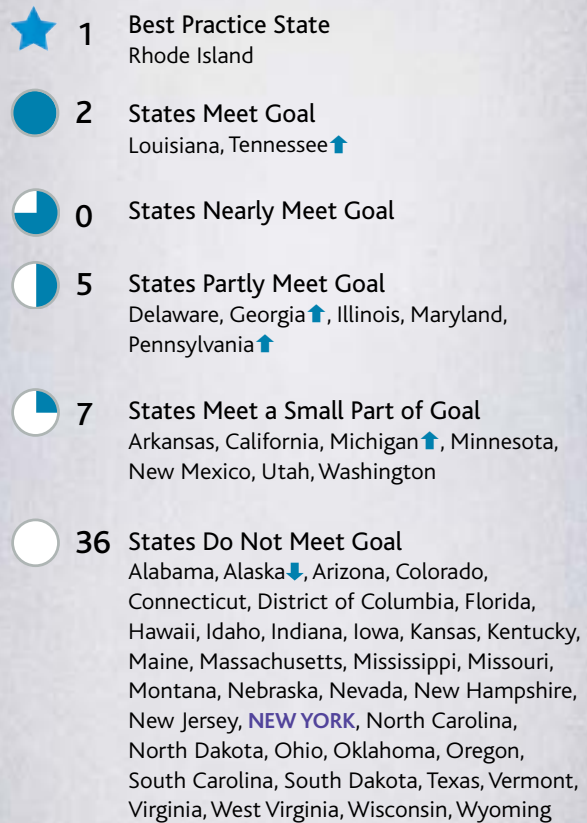 1 Best Practice State
Rhode Island
2 States Meet Goal
Louisiana, Tennessee⬆
0 States Nearly Meet Goal
5 States Partly Meet Goal
Delaware, Georgia⬆, Illinois, Maryland,
Pennsylvania⬆
7 States Meet a Small Part of Goal
Arkansas, California, Michigan⬆, Minnesota,
New Mexico, Utah, Washington
36 States Do Not Meet Goal
Alabama, Alaska⬇, Arizona, Colorado,
Connecticut, District of Columbia, Florida,
Hawaii, Idaho, Indiana, Iowa, Kansas, Kentucky,
Maine, Massachusetts, Mississippi, Missouri,
Montana, Nebraska, Nevada, New Hampshire,
New Jersey, NEW YORK, North Carolina,
North Dakota, Ohio, Oklahoma, Oregon,
South Carolina, South Dakota, Texas, Vermont,
Virginia, West Virginia, Wisconsin, Wyoming